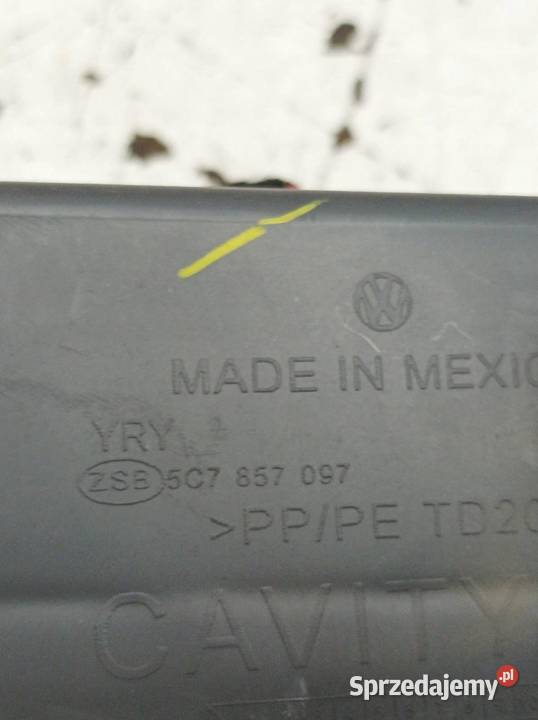 MADE IN MEXIC
YRY
ZSB 5C7 857 097
>PP/PE TD20
CAVITY
Sprzedajemy.pl